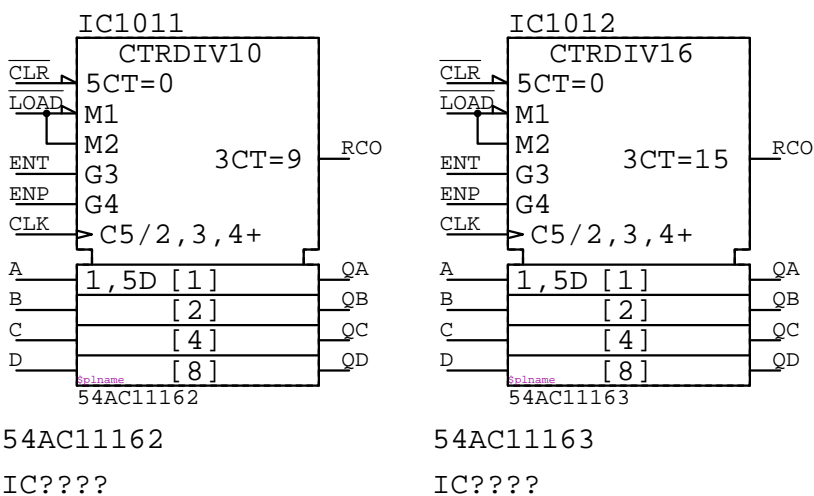 IC1011
CTRDIV10
CLR
5CT=0
LOAD
M1
M2
3CT=9
RCO
ENT
G3
ENP
G4
CLK
C5/2,3,4+
A
1,5D [1]
QA
B
[2]
QB
C
[4]
QC
D
[8]
QD
$plname
54AC11162
54AC11162
IC????
IC1012
CTRDIV16
CLR
5CT=0
LOAD
M1
M2
3CT=15
RCO
ENT
G3
ENP
G4
CLK
C5/2,3,4+
A
1,5D [1]
QA
B
[2]
QB
C
[4]
QC
D
[8]
QD
$plname
54AC11163
54AC11163
IC????